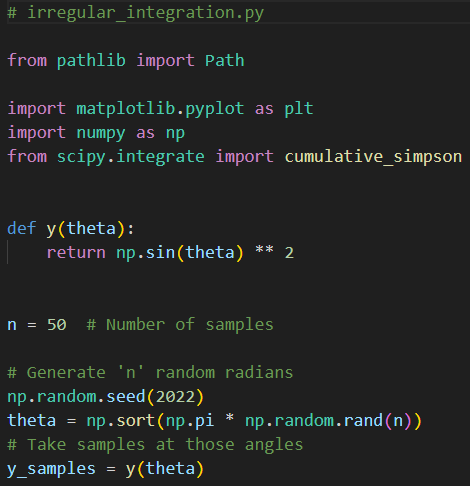 # irregular_integration.py
from pathlib import Path
import matplotlib.pyplot as plt
import numpy as np
from scipy.integrate import cumulative_simpson
def y(theta):
    return np.sin(theta) ** 2
n = 50  # Number of samples
# Generate 'n' random radians
np.random.seed(2022)
theta = np.sort(np.pi * np.random.rand(n))
# Take samples at those angles
y_samples = y(theta)